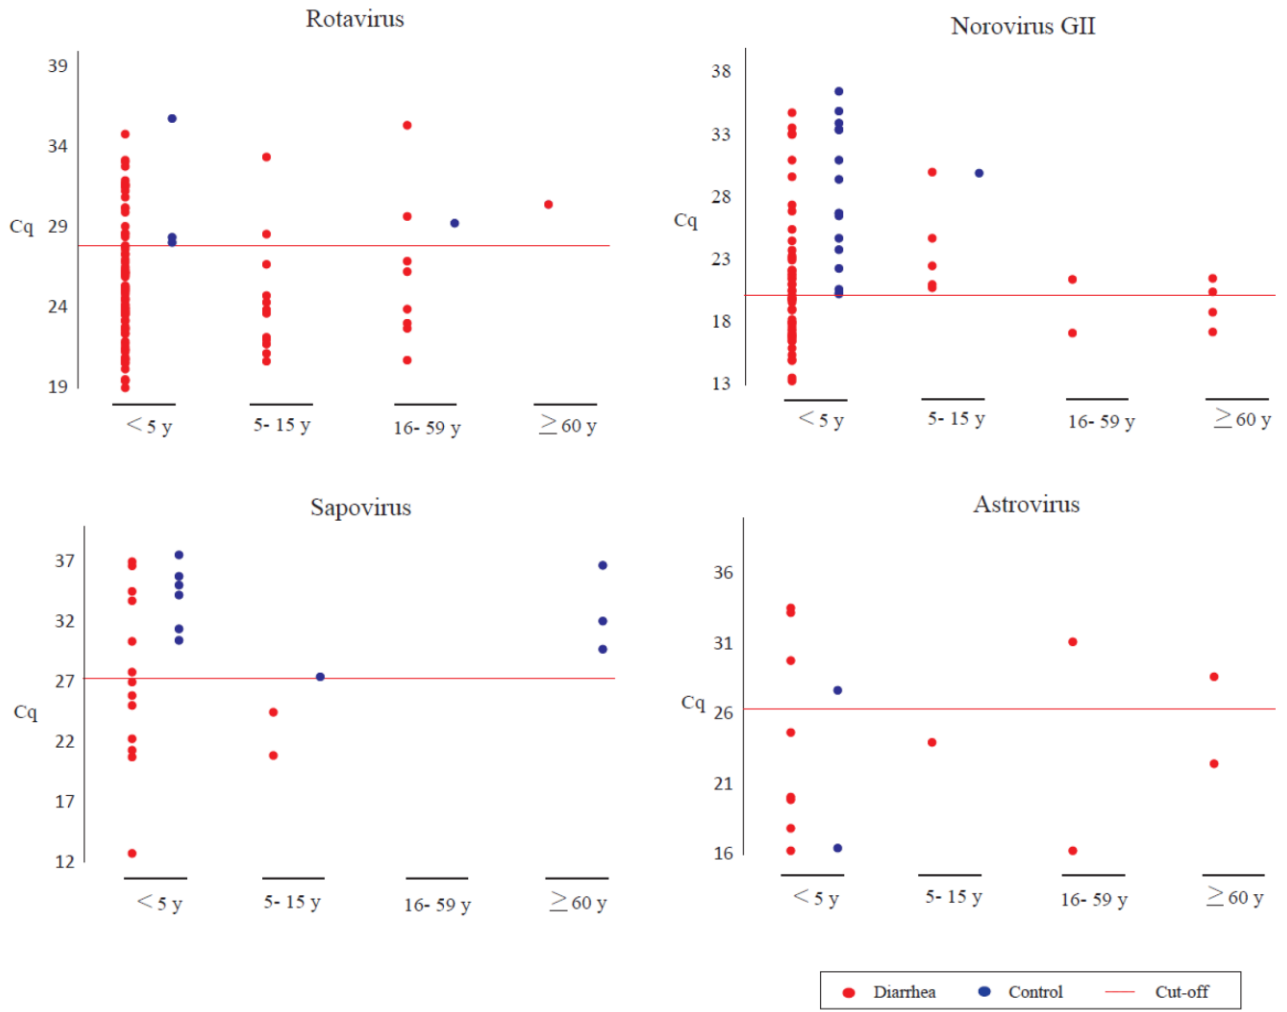 Rotavirus
39
34
Cq 29
24
19
< 5 y 5- 15 y 16- 59 y ≥ 60 y
Norovirus GII
38
33
28
Cq
23
18
13
< 5 y 5- 15 y 16- 59 y ≥ 60 y
Sapovirus
37
32
27
Cq
22
17
12
< 5 y 5- 15 y 16- 59 y ≥ 60 y
Astrovirus
36
31
Cq 26
21
16
< 5 y 5- 15 y 16- 59 y ≥ 60 y
Diarrhea Control Cut-off